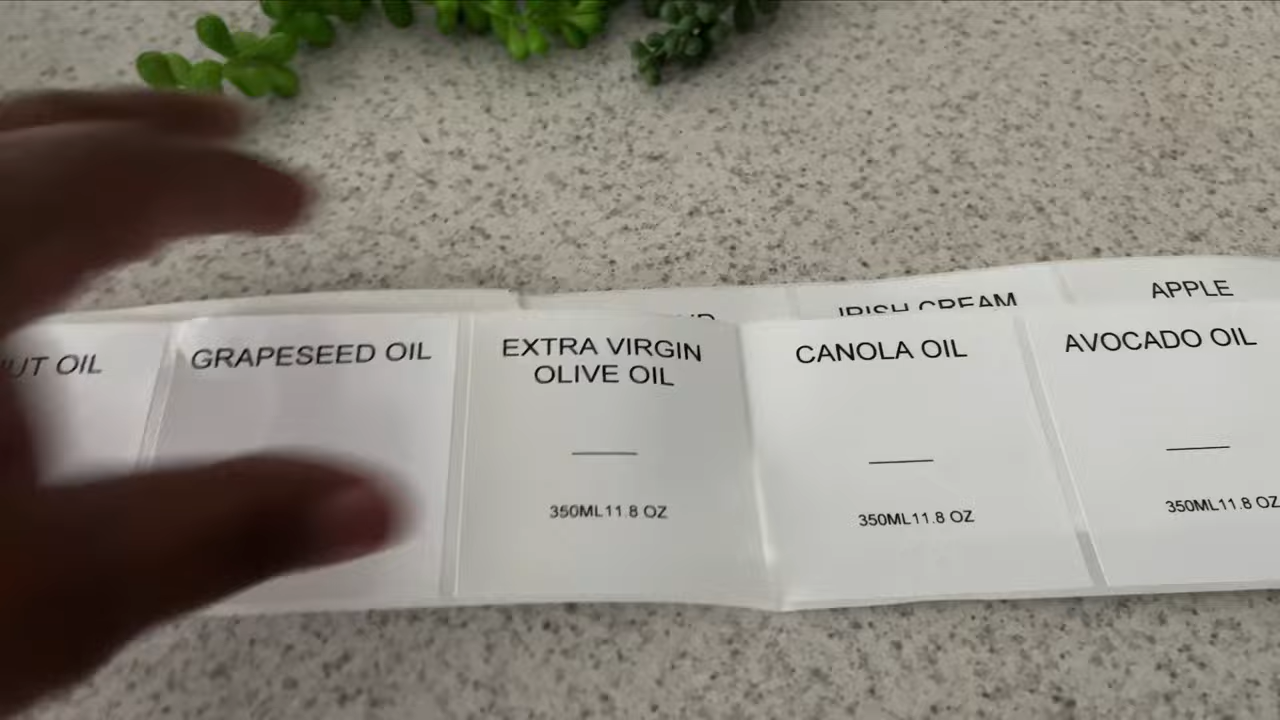 IRISH CREAM
APPLE
OIL
GRAPESEED OIL
EXTRA VIRGIN
OLIVE OIL
350ML11.8 OZ
CANOLA OIL
350ML11.8 OZ
AVOCADO OIL
350ML11.8 OZ